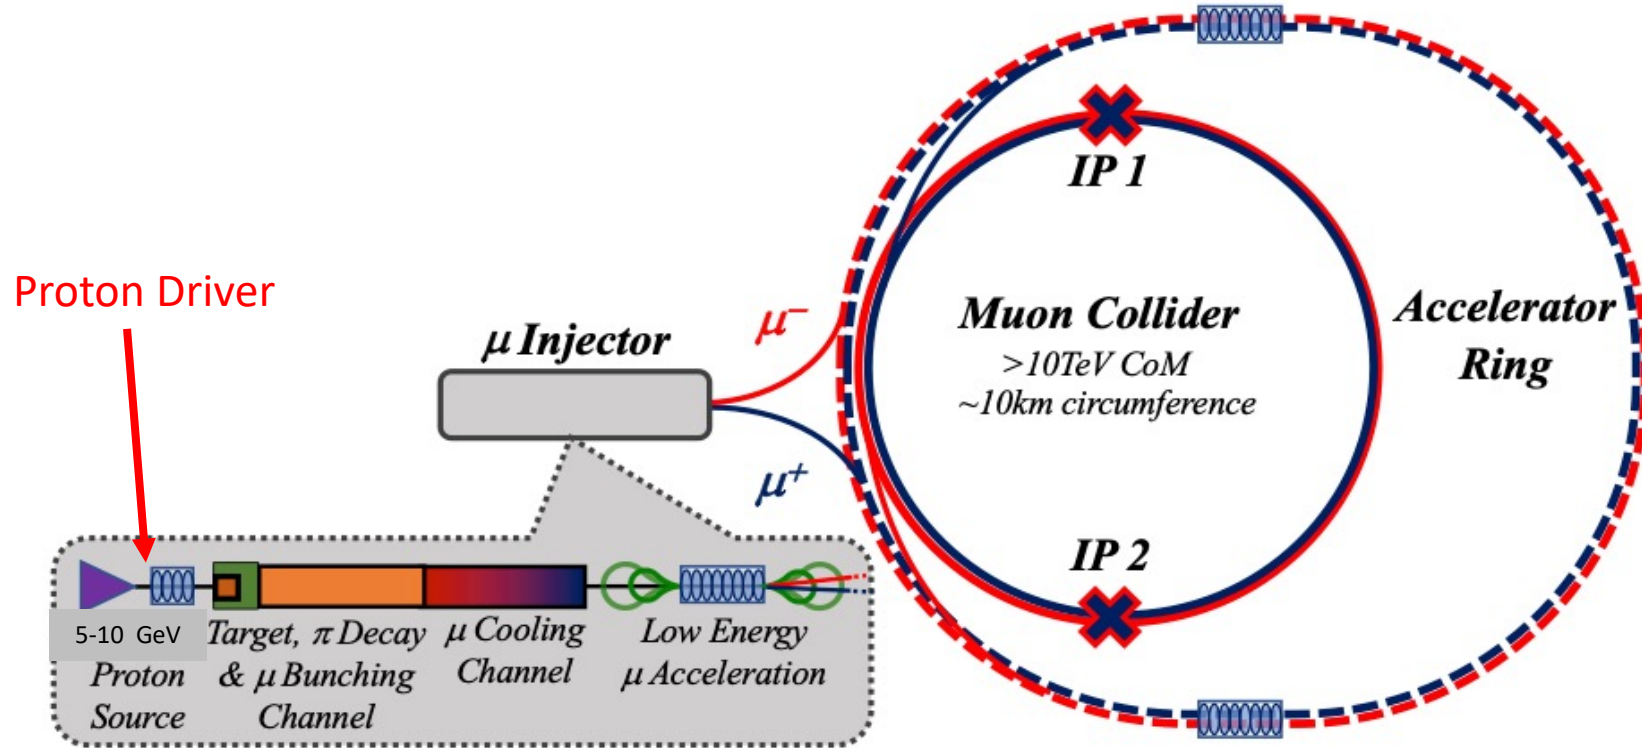 Proton Driver
μ Injector
μ⁻
μ⁺
IP 1
Muon Collider
>10TeV CoM
~10km circumference
IP 2
Accelerator
Ring
5-10 GeV
Proton
Source
Target, π Decay
& μ Bunching
Channel
μ Cooling
Channel
Low Energy
μ Acceleration